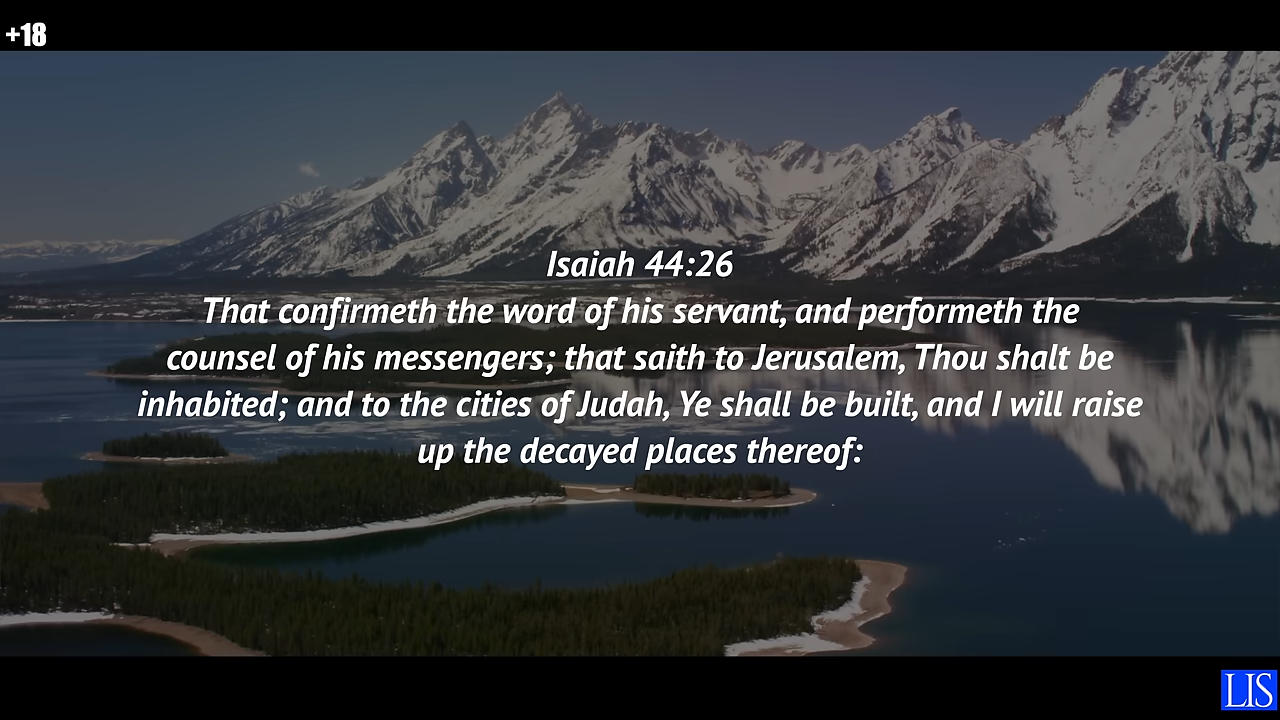 +18
Isaiah 44:26
That confirmeth the word of his servant, and performeth the
counsel of his messengers; that saith to Jerusalem, Thou shalt be
inhabited; and to the cities of Judah, Ye shall be built, and I will raise
up the decayed places thereof:
LIS